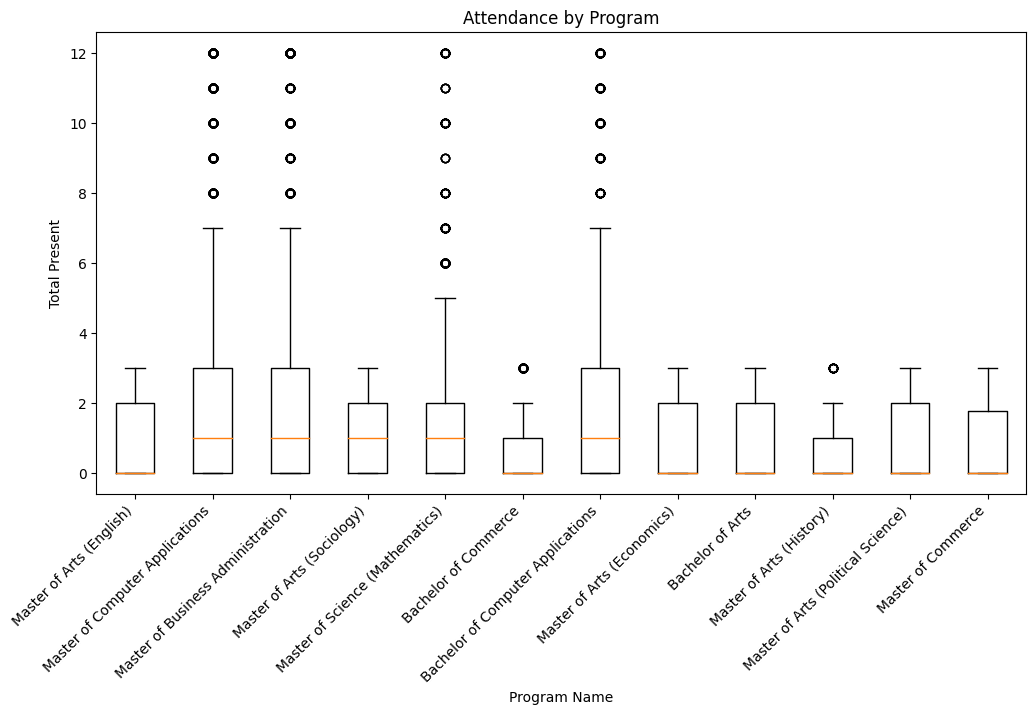 Attendance by Program
Total Present
12
10
8
6
4
2
0
Master of Arts (English)
Master of Computer Applications
Master of Business Administration
Master of Arts (Sociology)
Master of Science (Mathematics)
Bachelor of Commerce
Bachelor of Computer Applications
Master of Arts (Economics)
Bachelor of Arts
Master of Arts (History)
Master of Arts (Political Science)
Master of Commerce
Program Name